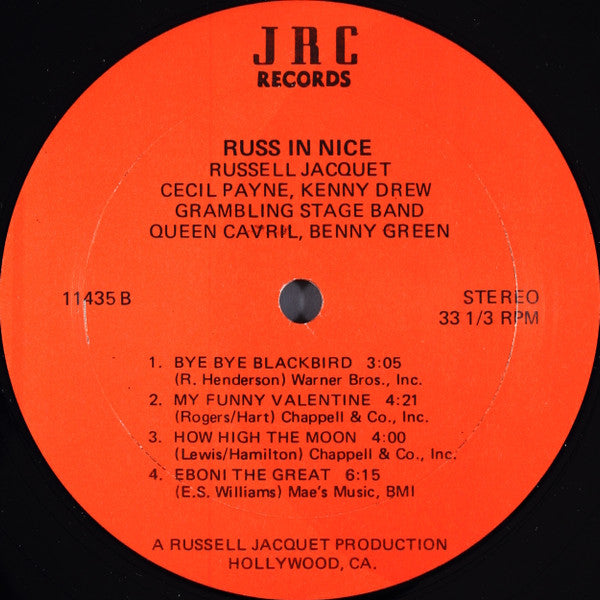 JRC
RECORDS
RUSS IN NICE
RUSSELL JACQUET
CECIL PAYNE, KENNY DREW
GRAMBLING STAGE BAND
QUEEN CAVRIL, BENNY GREEN
11435 B
STEREO
33 1/3 RPM
1. BYE BYE BLACKBIRD 3:05
(R. Henderson) Warner Bros., Inc.
2. MY FUNNY VALENTINE 4:21
(Rogers/Hart) Chappell & Co., Inc.
3. HOW HIGH THE MOON 4:00
(Lewis/Hamilton) Chappell & Co., Inc.
4. EBONI THE GREAT 6:15
(E.S. Williams) Mae's Music, BMI
A RUSSELL JACQUET PRODUCTION
HOLLYWOOD, CA.